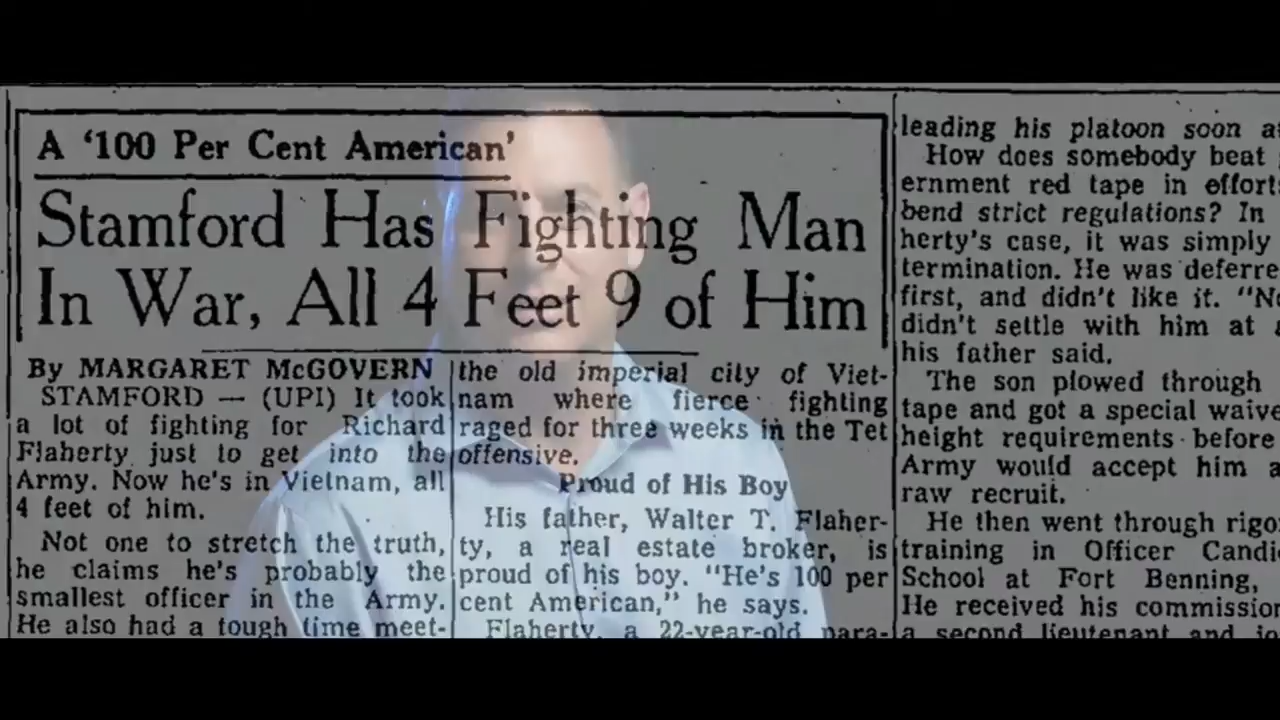 A '100 Per Cent American'
Stamford Has Fighting Man
In War, All 4 Feet 9 of Him
By MARGARET McGOVERN
STAMFORD — (UPI) It took
a lot of fighting for Richard
Flaherty just to get into the
Army. Now he's in Vietnam, all
4 feet of him.
Not one to stretch the truth,
he claims he's probably the
smallest officer in the Army.
He also had a tough time meet-
the old imperial city of Viet-
nam where fierce fighting
raged for three weeks in the Tet
offensive.
Proud of His Boy
His father, Walter T. Flaher-
ty, a real estate broker, is
proud of his boy. "He's 100 per
cent American," he says.
Flaherty, a 22-year-old para-
leading his platoon soon
How does somebody beat
ernment red tape in effort
bend strict regulations? In
herty's case, it was simply
termination. He was deferre
first, and didn't like it.
didn't settle with him at
his father said.
The son plowed through
tape and got a special waive
height requirements before
Army would accept him
raw recruit.
He then went through rigo
training in Officer Candi
School at Fort Benning,
He received his commission
a second lieutenant and